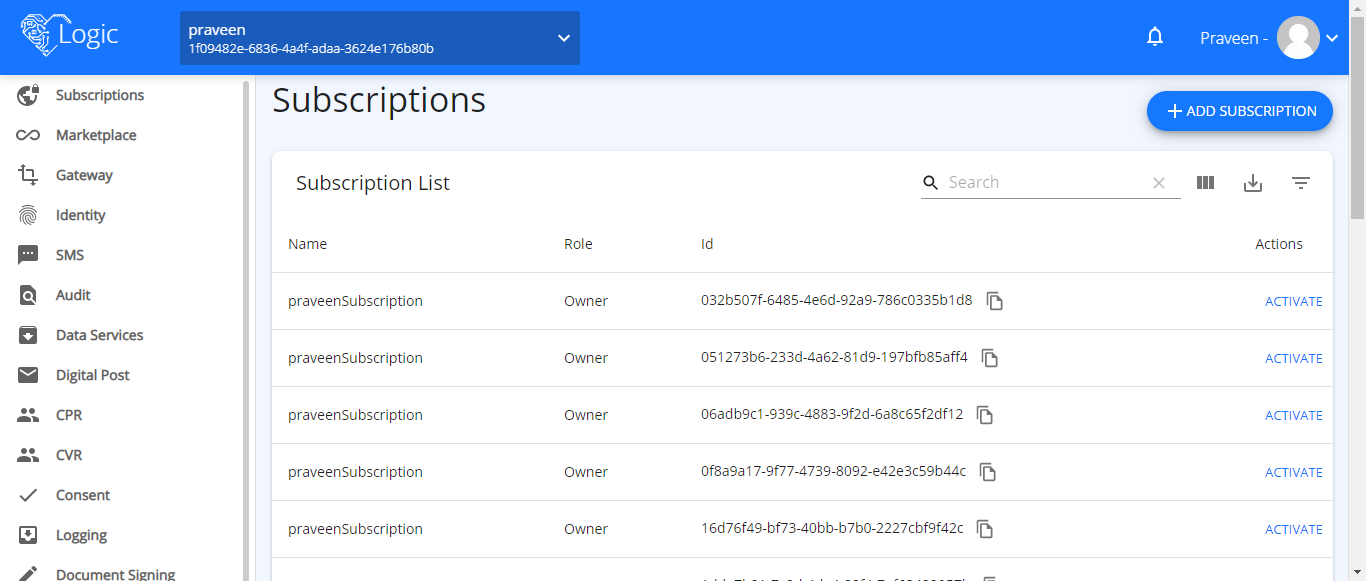 Logic
praveen
1f09482e-6836-4a4f-adaa-3624e176b80b
Praveen -
Subscriptions
Marketplace
Gateway
Identity
SMS
Audit
Data Services
Digital Post
CPR
CVR
Consent
Logging
Document Signing
Subscriptions
ADD SUBSCRIPTION
Subscription List
Search
Name Role Id Actions
praveenSubscription Owner 032b507f-6485-4e6d-92a9-786c0335b1d8 ACTIVATE
praveenSubscription Owner 051273b6-233d-4a62-81d9-197bfb85aff4 ACTIVATE
praveenSubscription Owner 06adb9c1-939c-4883-9f2d-6a8c65f2df12 ACTIVATE
praveenSubscription Owner 0f8a9a17-9f77-4739-8092-e42e3c59b44c ACTIVATE
praveenSubscription Owner 16d76f49-bf73-40bb-b7b0-2227cbf9f42c ACTIVATE